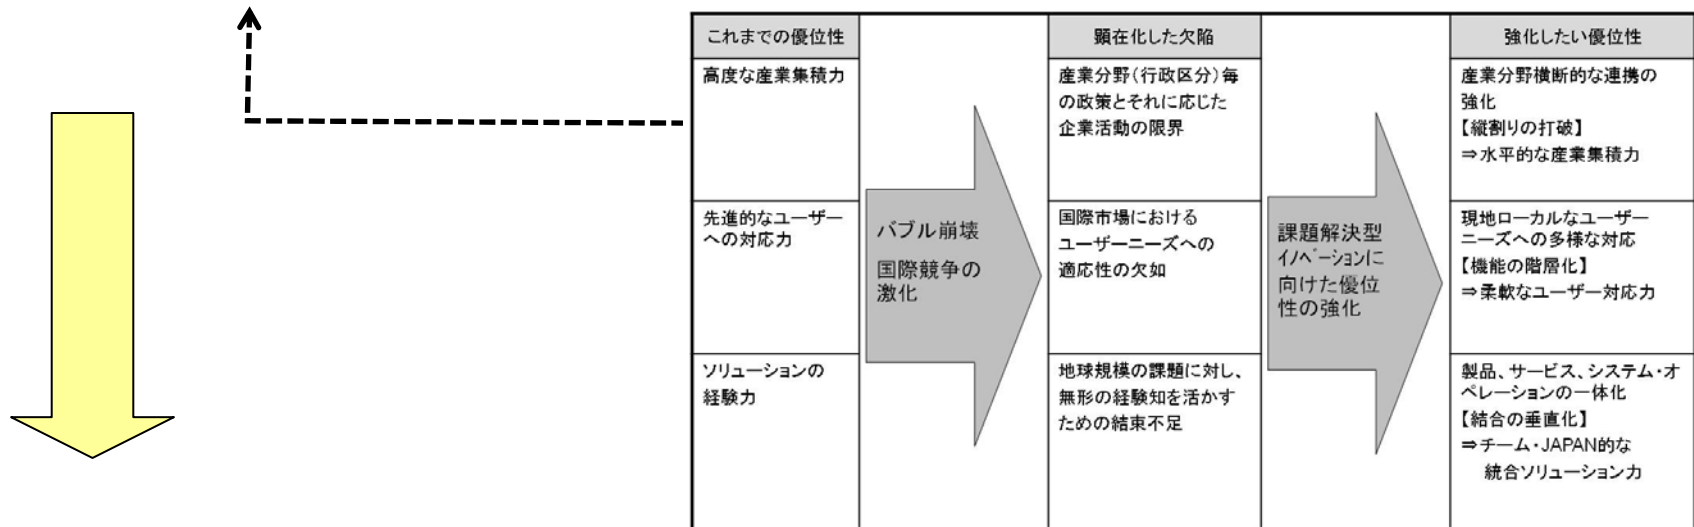 これまでの優位性
顕在化した欠陥
強化したい優位性
高度な産業集積力
産業分野（行政区分）毎
の政策とそれに応じた
企業活動の限界
産業分野横断的な連携の
強化
【縦割りの打破】
⇒水平的な産業集積力
先進的なユーザー
への対応力
バブル崩壊
国際競争の
激化
国際市場における
ユーザーニーズへの
適応性の欠如
課題解決型
イノベーションに
向けた優位
性の強化
現地ローカルなユーザー
ニーズへの多様な対応
【機能の階層化】
⇒柔軟なユーザー対応力
ソリューションの
経験力
地球規模の課題に対し、
無形の経験知を活かす
ための結束不足
製品、サービス、システム・オ
ペレーションの一体化
【結合の垂直化】
⇒チーム・JAPAN的な
統合ソリューション力